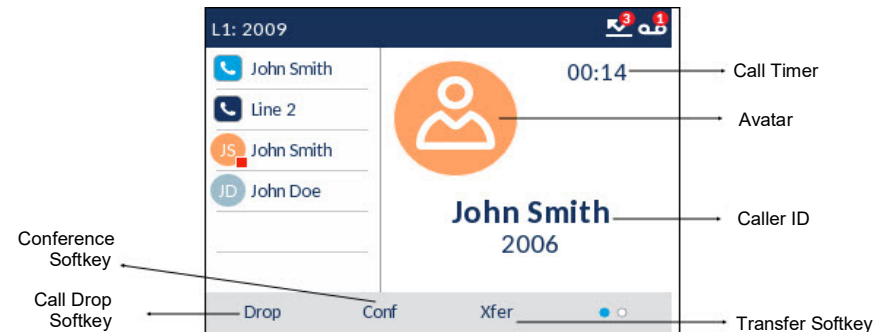 L1: 2009
3
1
John Smith
00:14
Call Timer
Line 2
Avatar
JS John Smith
JD John Doe
John Smith
Caller ID
2006
Conference
Softkey
Call Drop
Softkey
Drop Conf Xfer
Transfer Softkey